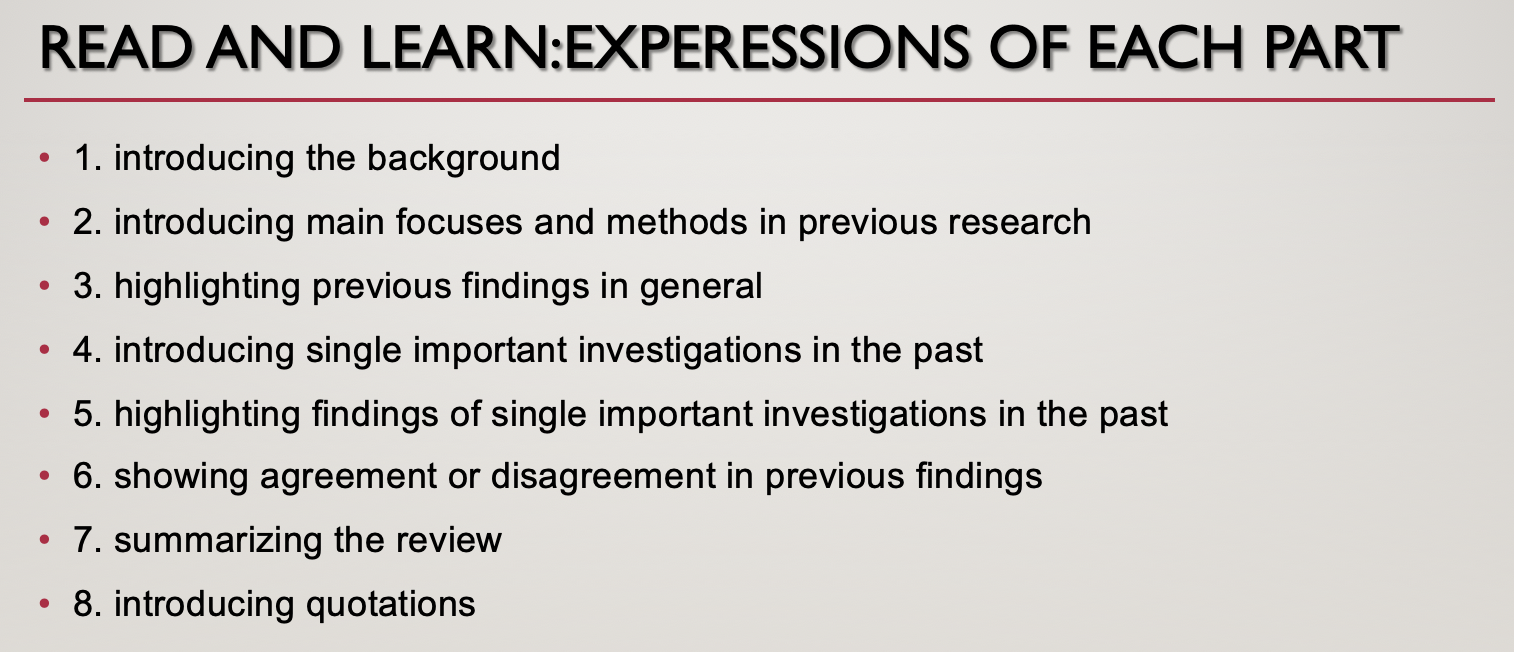 READ AND LEARN:EXPERESSIONS OF EACH PART
• 1. introducing the background
• 2. introducing main focuses and methods in previous research
• 3. highlighting previous findings in general
• 4. introducing single important investigations in the past
• 5. highlighting findings of single important investigations in the past
• 6. showing agreement or disagreement in previous findings
• 7. summarizing the review
• 8. introducing quotations